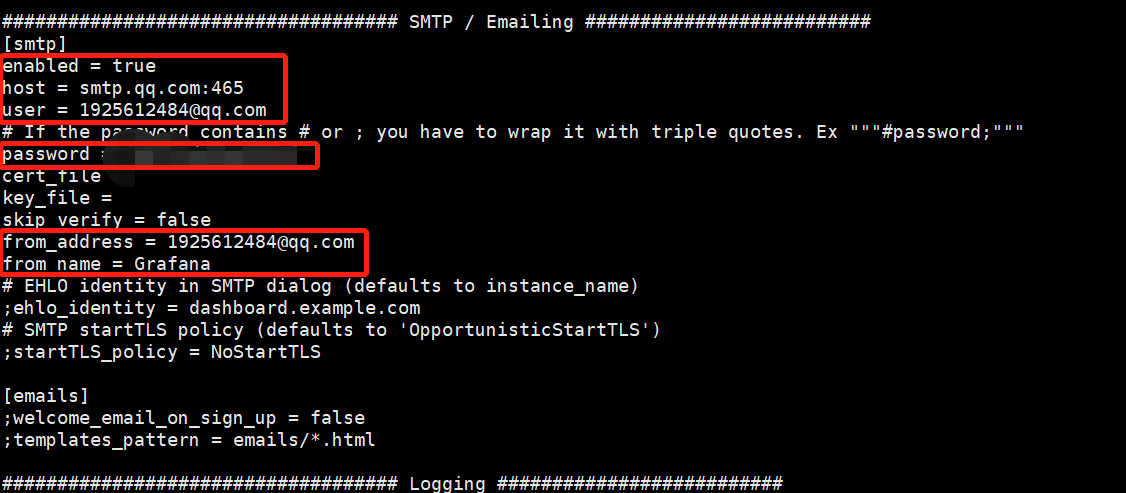 #################################### SMTP / Emailing ##########################
[smtp]
enabled = true
host = smtp.qq.com:465
user = 1925612484@qq.com
# If the password contains # or ; you have to wrap it with triple quotes. Ex """#password;"""
password =
cert_file
key_file =
skip_verify = false
from_address = 1925612484@qq.com
from_name = Grafana
# EHLO identity in SMTP dialog (defaults to instance_name)
;ehlo_identity = dashboard.example.com
# SMTP startTLS policy (defaults to 'OpportunisticStartTLS')
;startTLS_policy = NoStartTLS
[emails]
;welcome_email_on_sign_up = false
;templates_pattern = emails/*.html
#################################### Logging ##########################